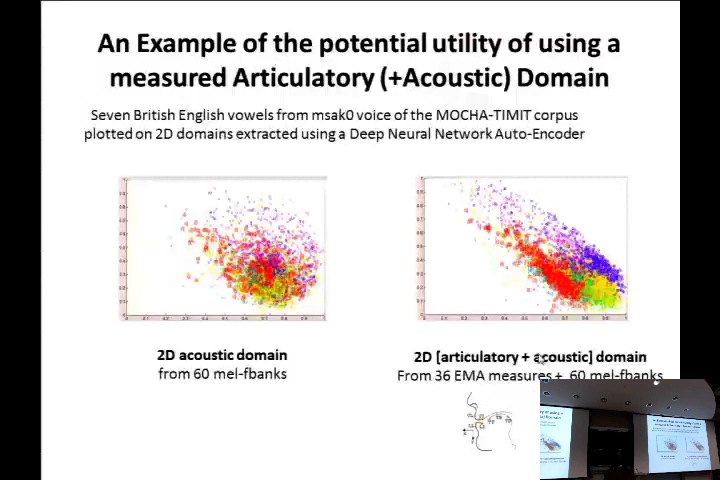 An Example of the potential utility of using a
measured Articulatory (+Acoustic) Domain
Seven British English vowels from msak0 voice of the MOCHA-TIMIT corpus
plotted on 2D domains extracted using a Deep Neural Network Auto-Encoder
2D acoustic domain
from 60 mel-fbanks
2D [articulatory + acoustic] domain
From 36 EMA measures + 60 mel-fbanks